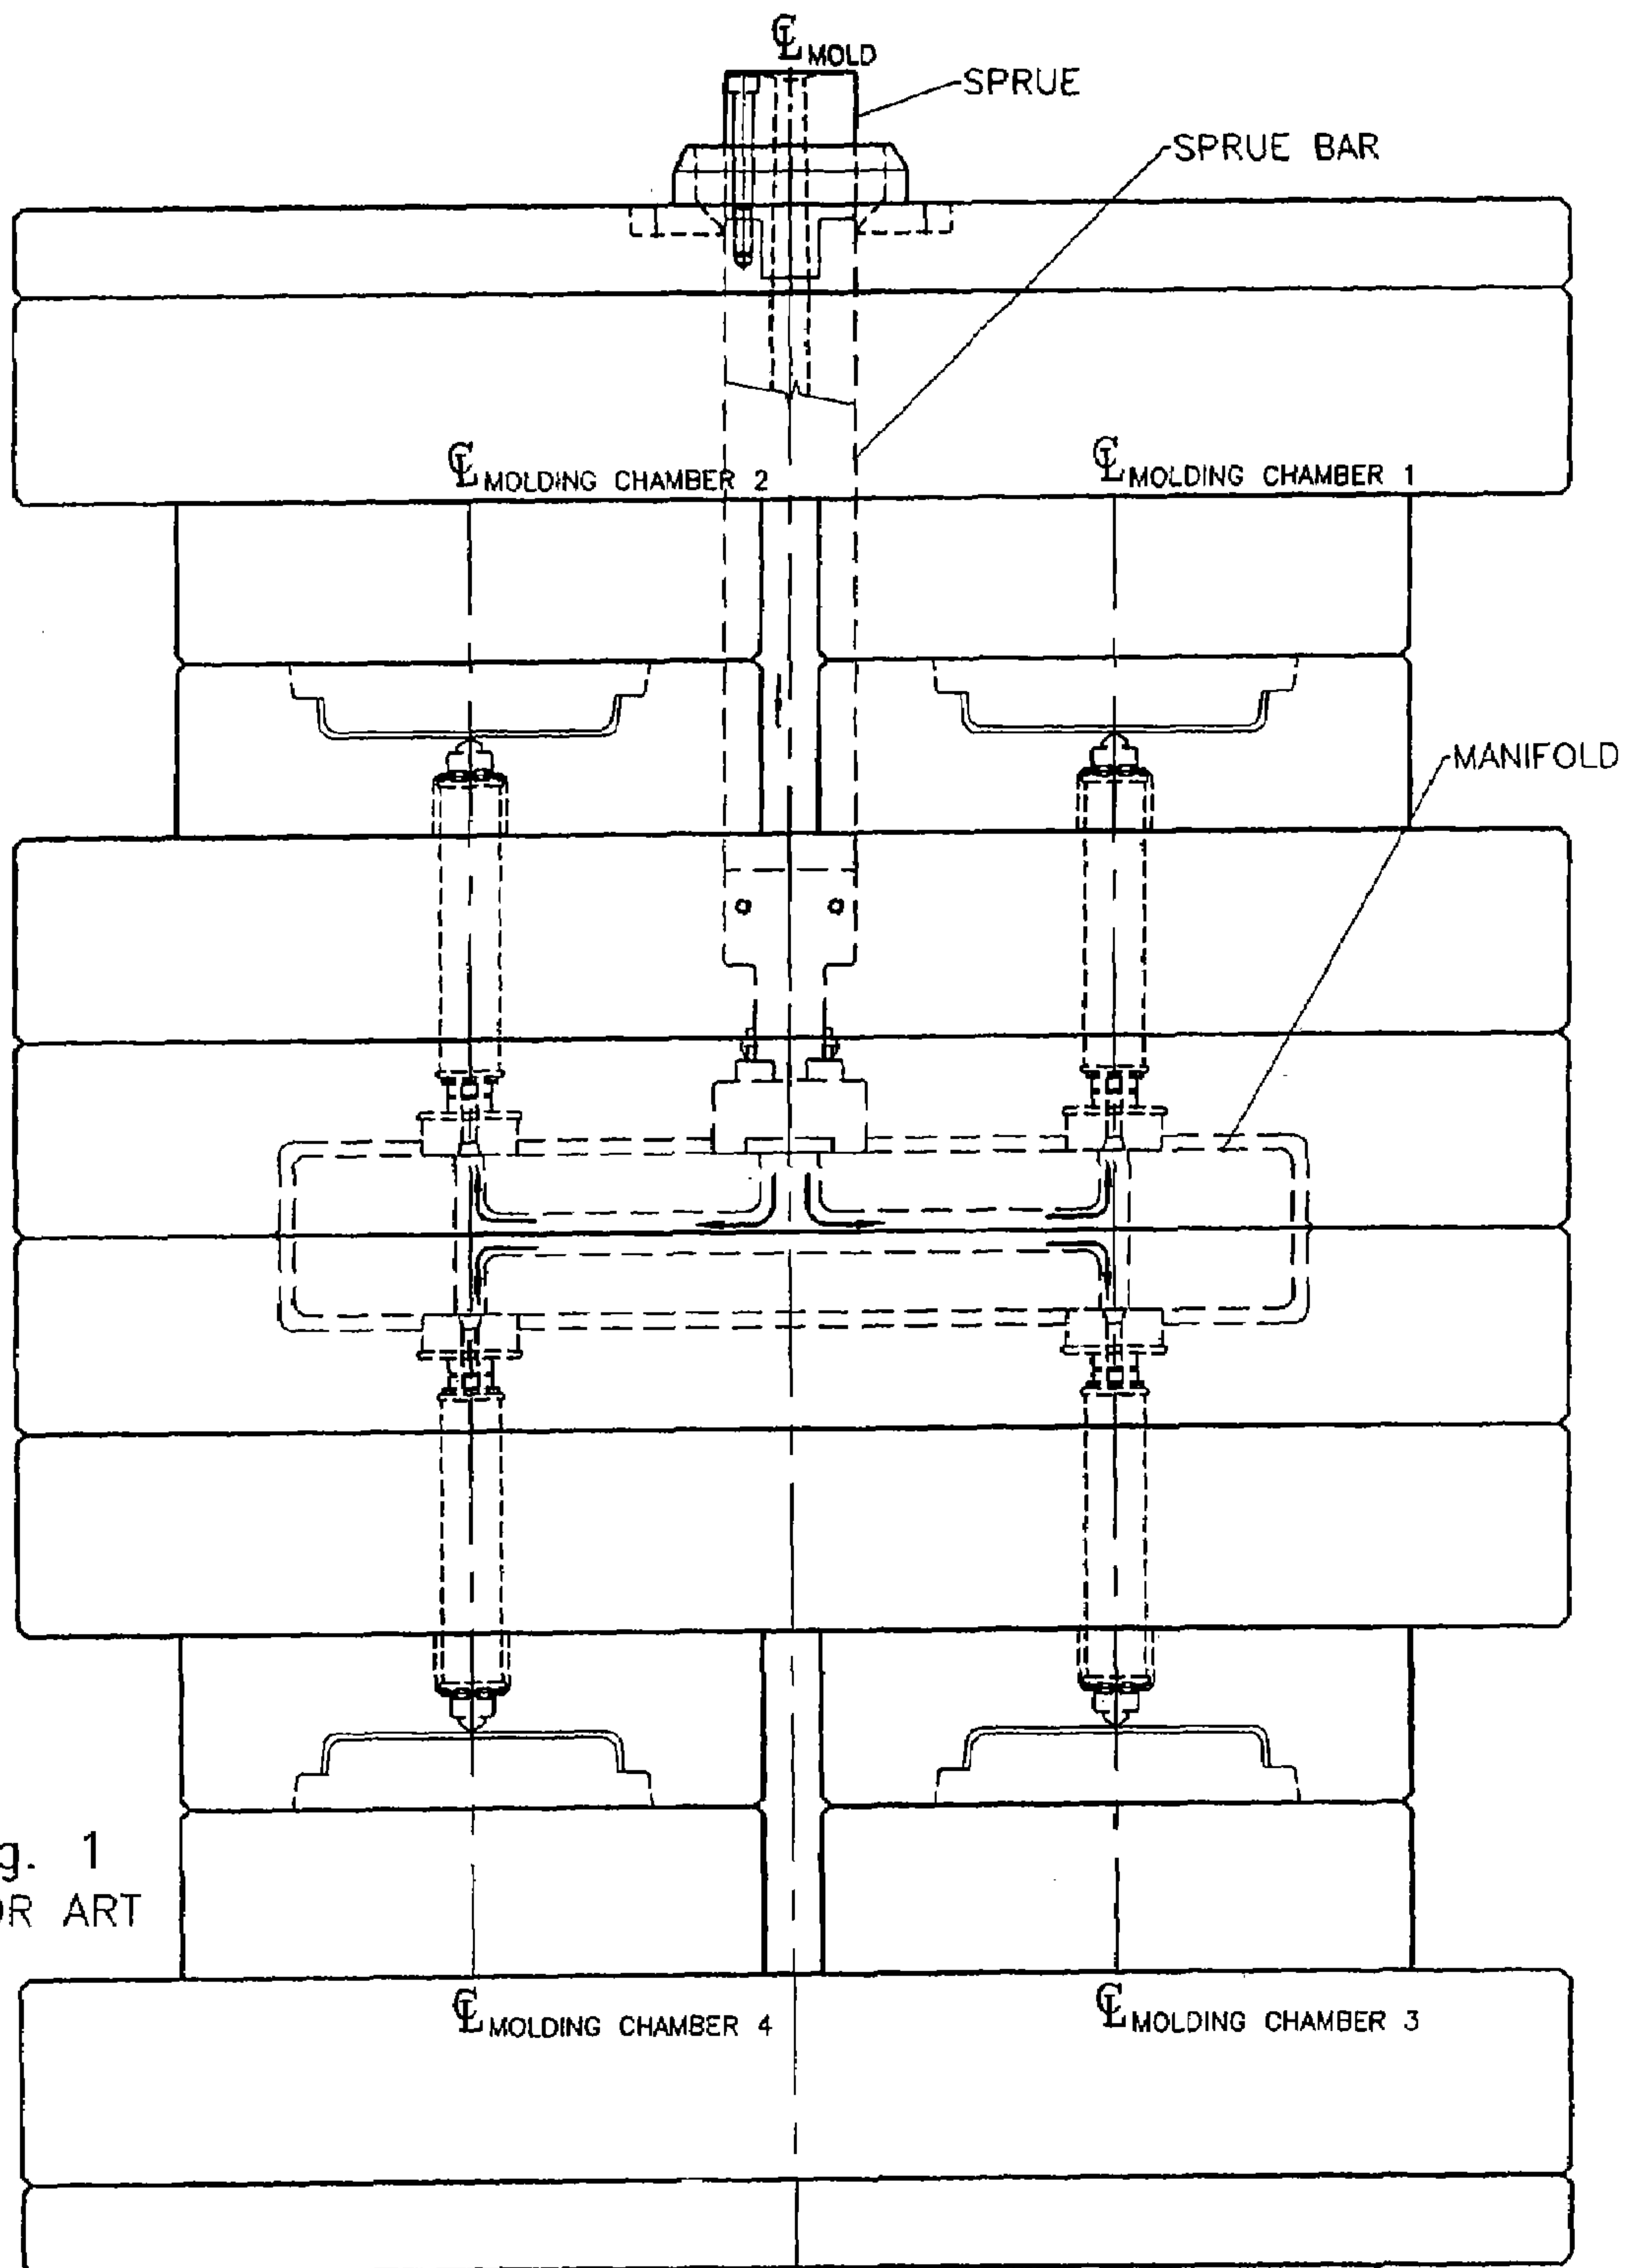 ℄ MOLD
SPRUE
SPRUE BAR
℄ MOLDING CHAMBER 2
℄ MOLDING CHAMBER 1
MANIFOLD
g. 1
OR ART
℄ MOLDING CHAMBER 4
℄ MOLDING CHAMBER 3